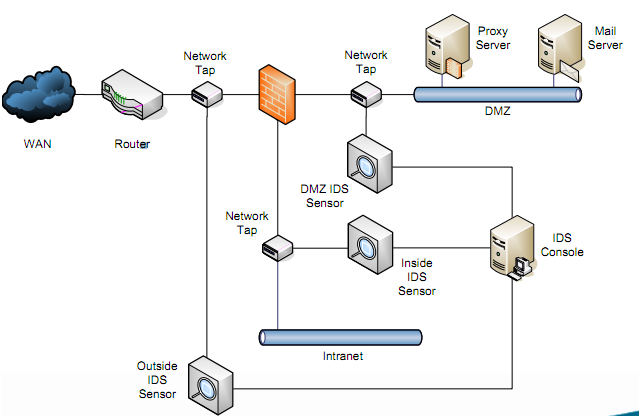 Proxy
Server
Mail
Server
Network
Tap
Network
Tap
WAN
Router
DMZ
DMZ IDS
Sensor
Network
Tap
Inside
IDS
Sensor
IDS
Console
Intranet
Outside
IDS
Sensor